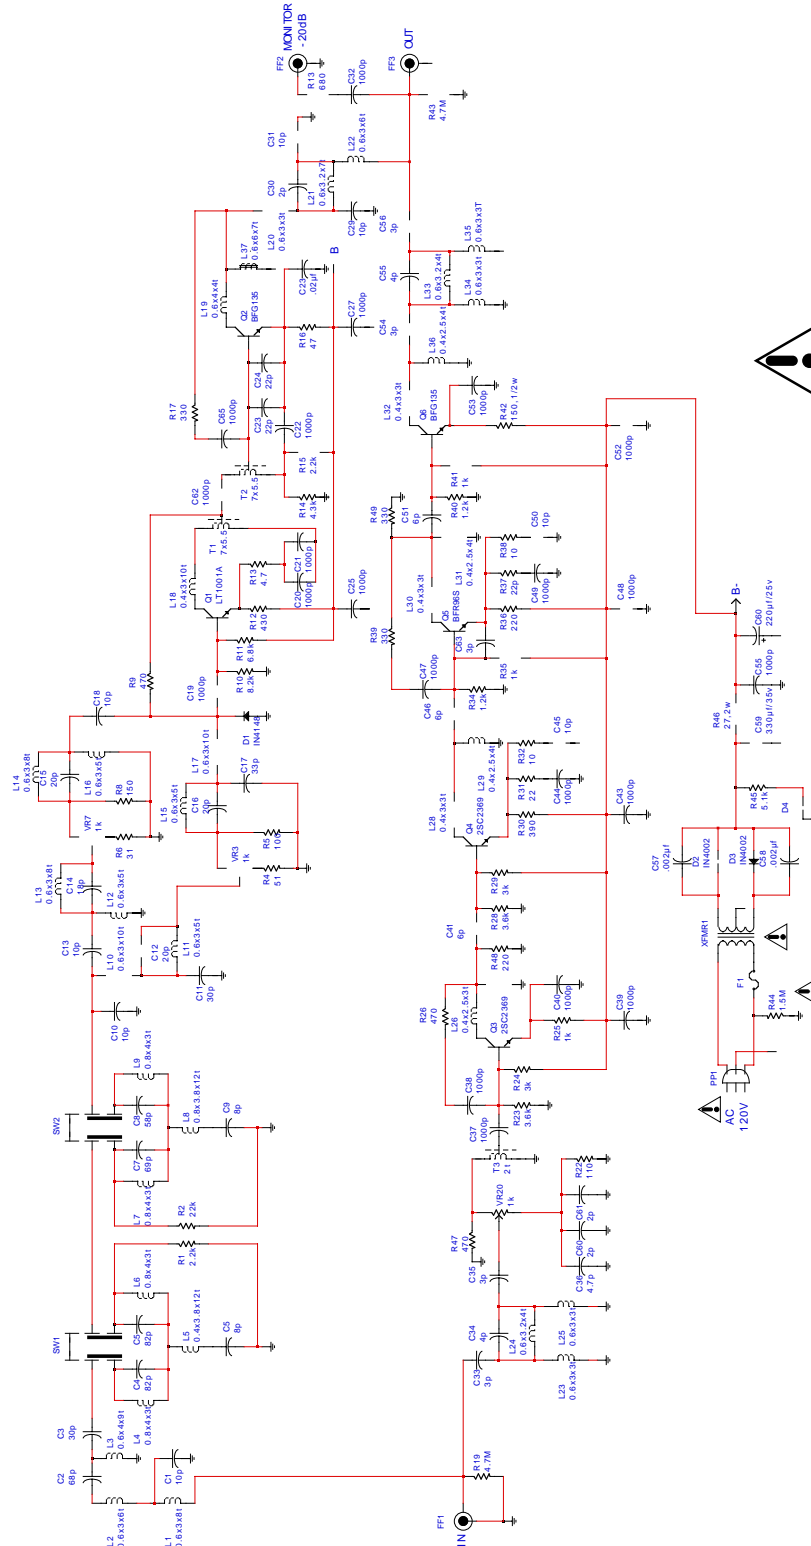 FF2
MONITOR
-20dB
R13
680
C32
1000p
FF3
OUT
R43
4.7M
C31
10p
L22
0.6x3x6t
C30
2p
L21
0.6x3.2x7t
C29
10p
C56
3p
L37
0.6x6x7t
L20
0.6x3x3t
B
L19
0.6x4x4t
Q2
BFG135
C23
.02µf
R16
47
C27
1000p
C54
3p
C55
4p
L33
0.6x3.2x4t
L35
0.6x3x3T
L34
0.6x3x3t
L36
0.4x2.5x4t
R17
330
C65
1000p
C24
22p
C23
22p
C22
1000p
R15
2.2k
C62
1000p
T2
7x5.5
R14
4.3k
L32
0.4x3x3t
Q6
BFG135
C53
1000p
R42
150,1/2w
R41
1k
R40
1.2k
C52
1000p
R49
330
C51
6p
T1
7x5.5
L18
0.4x3x10t
Q1
LT1001A
R13
4.7
C21
1000p
C20
1000p
R12
430
C25
1000p
R11
6.8k
R10
8.2k
R9
470
C19
1000p
L30
0.4x3x3t
L31
0.4x2.5x4t
Q5
BFR96S
R38
10
C50
10p
R37
22p
C49
1000p
R36
220
C48
1000p
C63
3p
R35
1k
R39
330
C47
1000p
C46
6p
R34
1.2k
C18
10p
D1
IN4148
L14
0.6x3x8t
C15
20p
L16
0.6x3x5t
R8
150
VR7
1k
R6
31
L17
0.6x3x10t
C17
33p
L15
0.6x3x5t
C16
20p
R5
100
VR3
1k
R4
51
L28
0.4x3x3t
L29
0.4x2.5x4t
Q4
2SC2369
C45
10p
R32
10
R31
22
C44
1000p
R30
390
C43
1000p
B-
C60
220µf/25v
C55
1000p
C59
330µf/35v
R46
27,2w
R45
5.1k
D4
L13
0.6x3x8t
C14
18p
L12
0.6x3x5t
C13
10p
L10
0.6x3x10t
C12
20p
L11
0.6x3x5t
C11
30p
C10
10p
R29
3k
R28
3.6k
C41
6p
R48
220
R26
470
L26
0.4x2.5x3t
Q3
2SC2369
C40
1000p
R25
1k
C39
1000p
C38
1000p
R24
3k
R23
3.6k
C37
1000p
C57
.002µf
D2
IN4002
D3
IN4002
C58
.002µf
XFMR1
F1
R44
1.5M
PP1
AC
120V
SW2
L9
0.8x4x3t
C8
58p
L8
0.8x3.8x12t
C9
8p
C7
69p
L7
0.8x4x3t
R2
22k
R1
2.2k
SW1
L6
0.8x4x3t
C5
82p
L5
0.4x3.8x12t
C5
8p
C4
82p
L4
0.8x4x3t
T3
2t
VR20
1k
R47
470
C35
3p
R22
110
C61
2p
C60
2p
C36
4.7p
C34
4p
L24
0.6x3.2x4t
L25
0.6x3x3t
L23
0.6x3x3t
C33
3p
C3
30p
L3
0.6x4x9t
C2
68p
C1
10p
L2
0.6x3x6t
L1
0.6x3x8t
R19
4.7M
FF1
IN